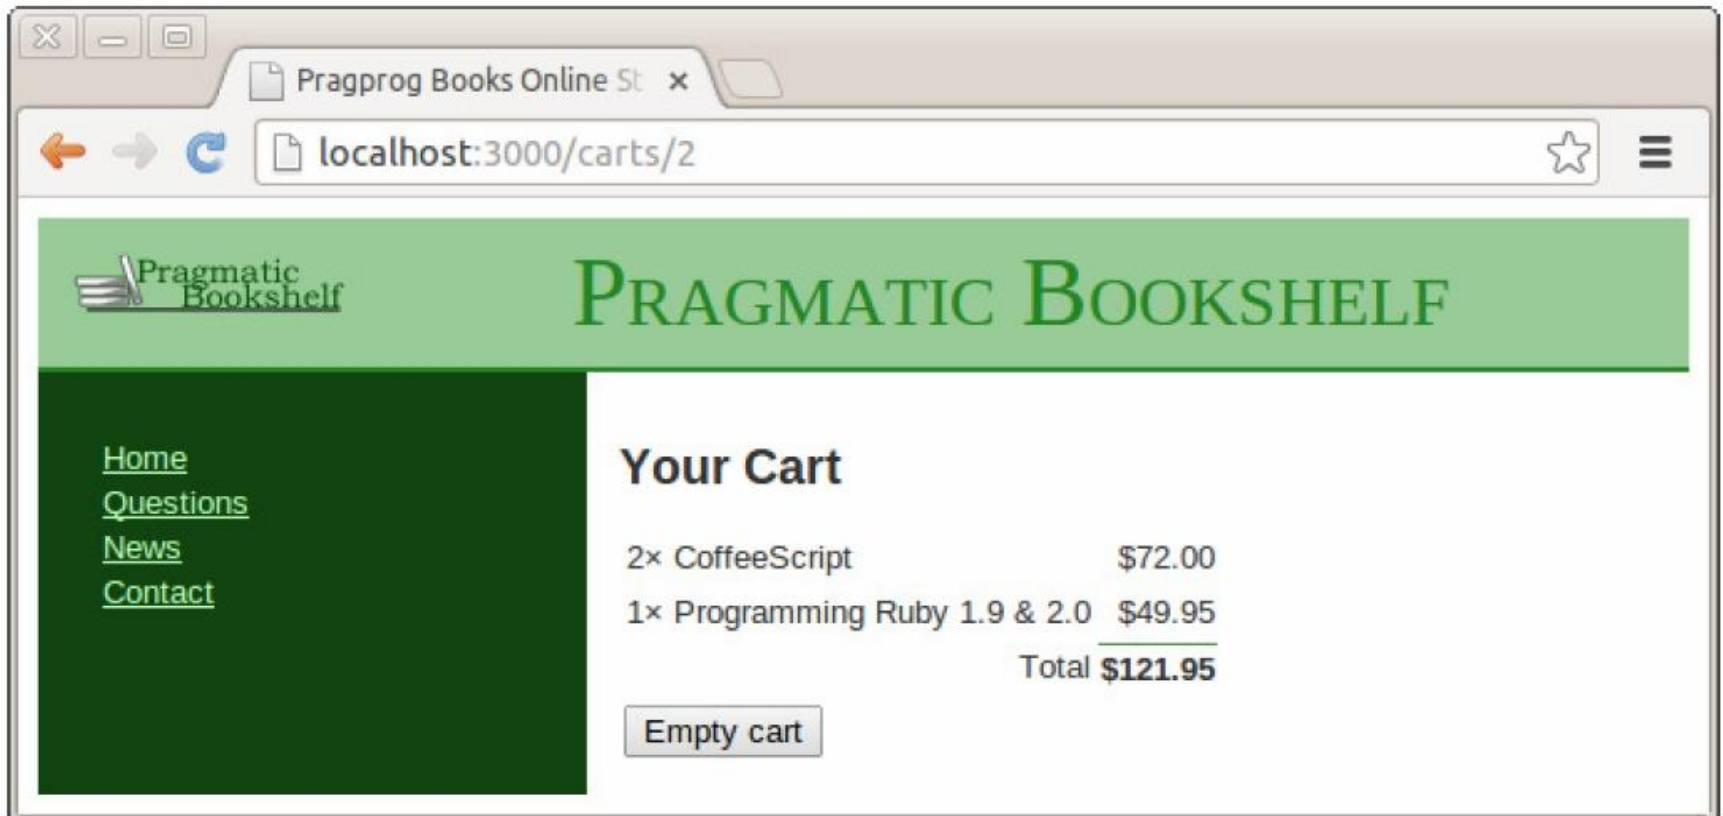 Pragprog Books Online St
localhost:3000/carts/2
Pragmatic
Bookshelf
PRAGMATIC BOOKSHELF
Home
Questions
News
Contact
Your Cart
2× CoffeeScript $72.00
1× Programming Ruby 1.9 & 2.0 $49.95
Total $121.95
Empty cart